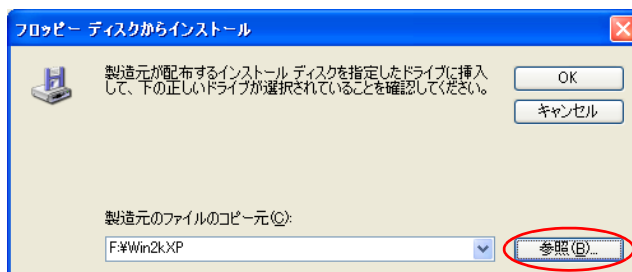 フロッピー ディスクからインストール
製造元が配布するインストール ディスクを指定したドライブに挿入
して、下の正しいドライブが選択されていることを確認してください。
OK
キャンセル
製造元のファイルのコピー元(C):
F:¥Win2kXP
参照(B)...